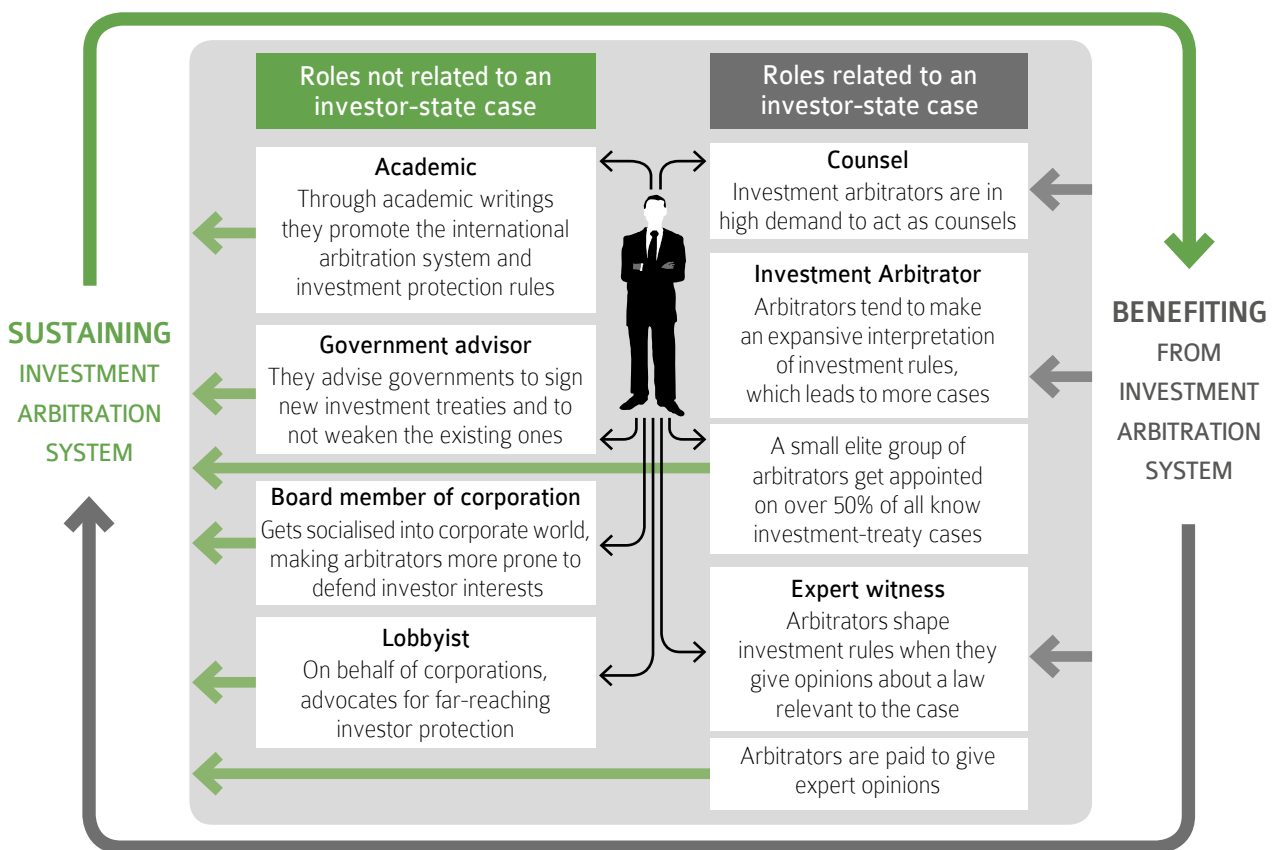 Roles not related to an
investor-state case
Academic
Through academic writings
they promote the international
arbitration system and
investment protection rules
Government advisor
They advise governments to sign
new investment treaties and to
not weaken the existing ones
Board member of corporation
Gets socialised into corporate world,
making arbitrators more prone to
defend investor interests
Lobbyist
On behalf of corporations,
advocates for far-reaching
investor protection
Roles related to an
investor-state case
Counsel
Investment arbitrators are in
high demand to act as counsels
Investment Arbitrator
Arbitrators tend to make
an expansive interpretation
of investment rules,
which leads to more cases
A small elite group of
arbitrators get appointed
on over 50% of all know
investment-treaty cases
Expert witness
Arbitrators shape
investment rules when they
give opinions about a law
relevant to the case
Arbitrators are paid to give
expert opinions
SUSTAINING
INVESTMENT
ARBITRATION
SYSTEM
BENEFITING
FROM
INVESTMENT
ARBITRATION
SYSTEM